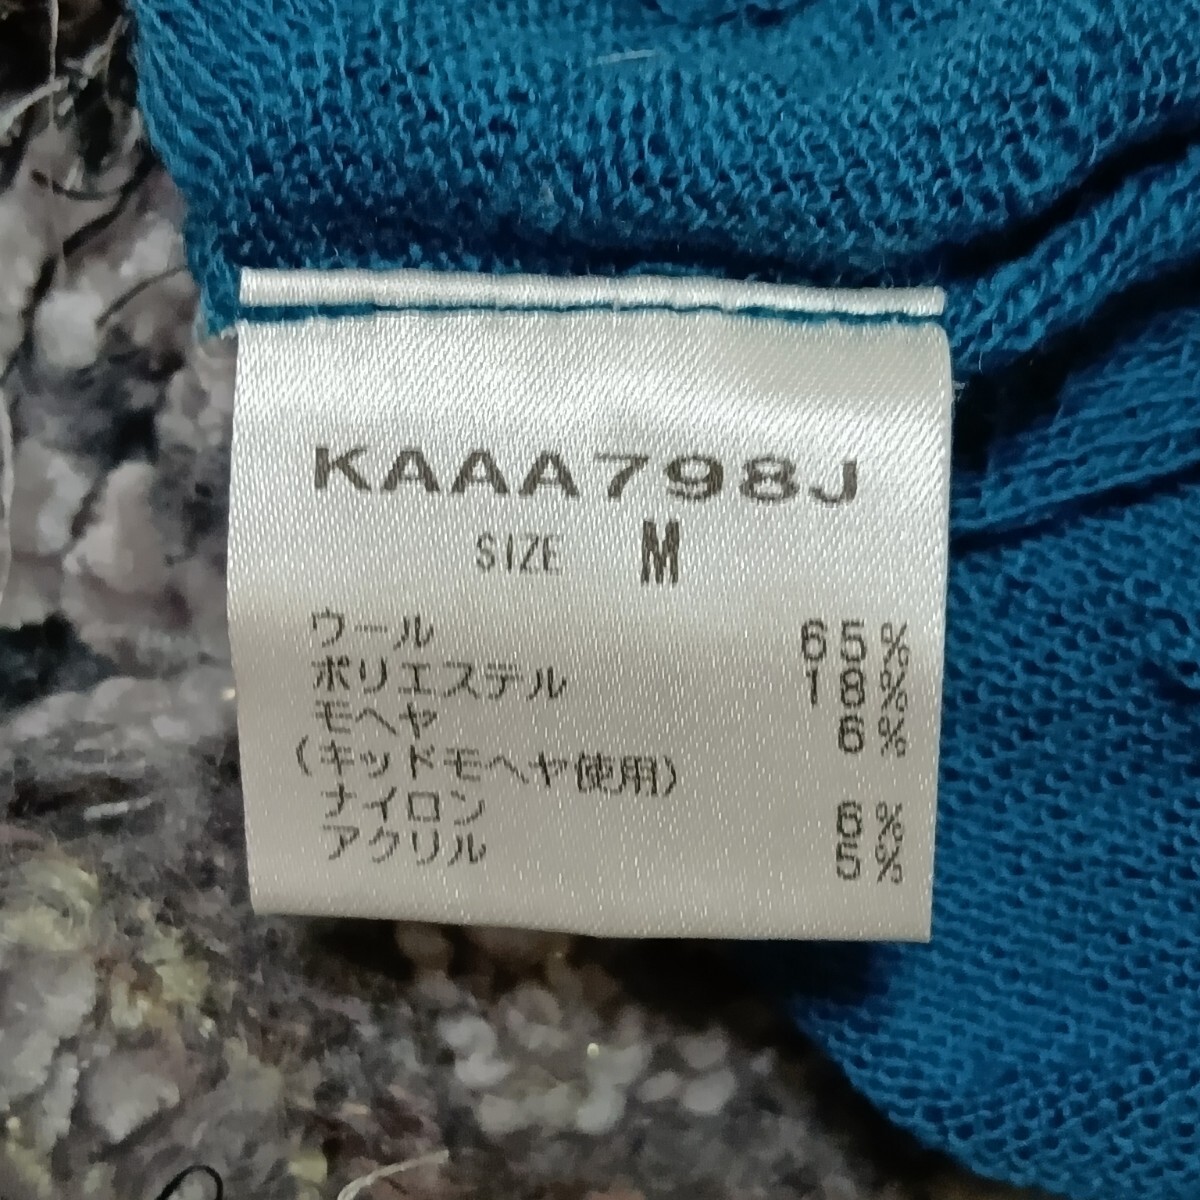 KAAA798J
SIZE M
ウール 65%
ポリエステル 18%
モヘヤ 6%
(キッドモヘヤ使用)
ナイロン 6%
アクリル 5%